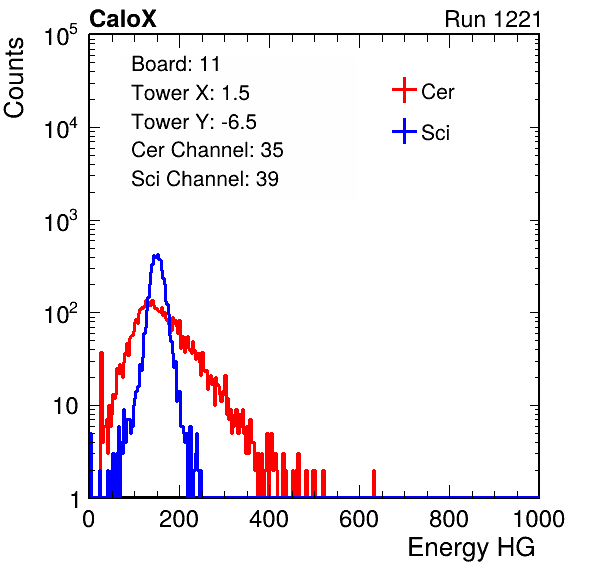 CaloX Run 1221
Counts
10^5
10^4
10^3
10^2
10
1
Board: 11
Tower X: 1.5
Tower Y: -6.5
Cer Channel: 35
Sci Channel: 39
Cer
Sci
0 200 400 600 800 1000
Energy HG